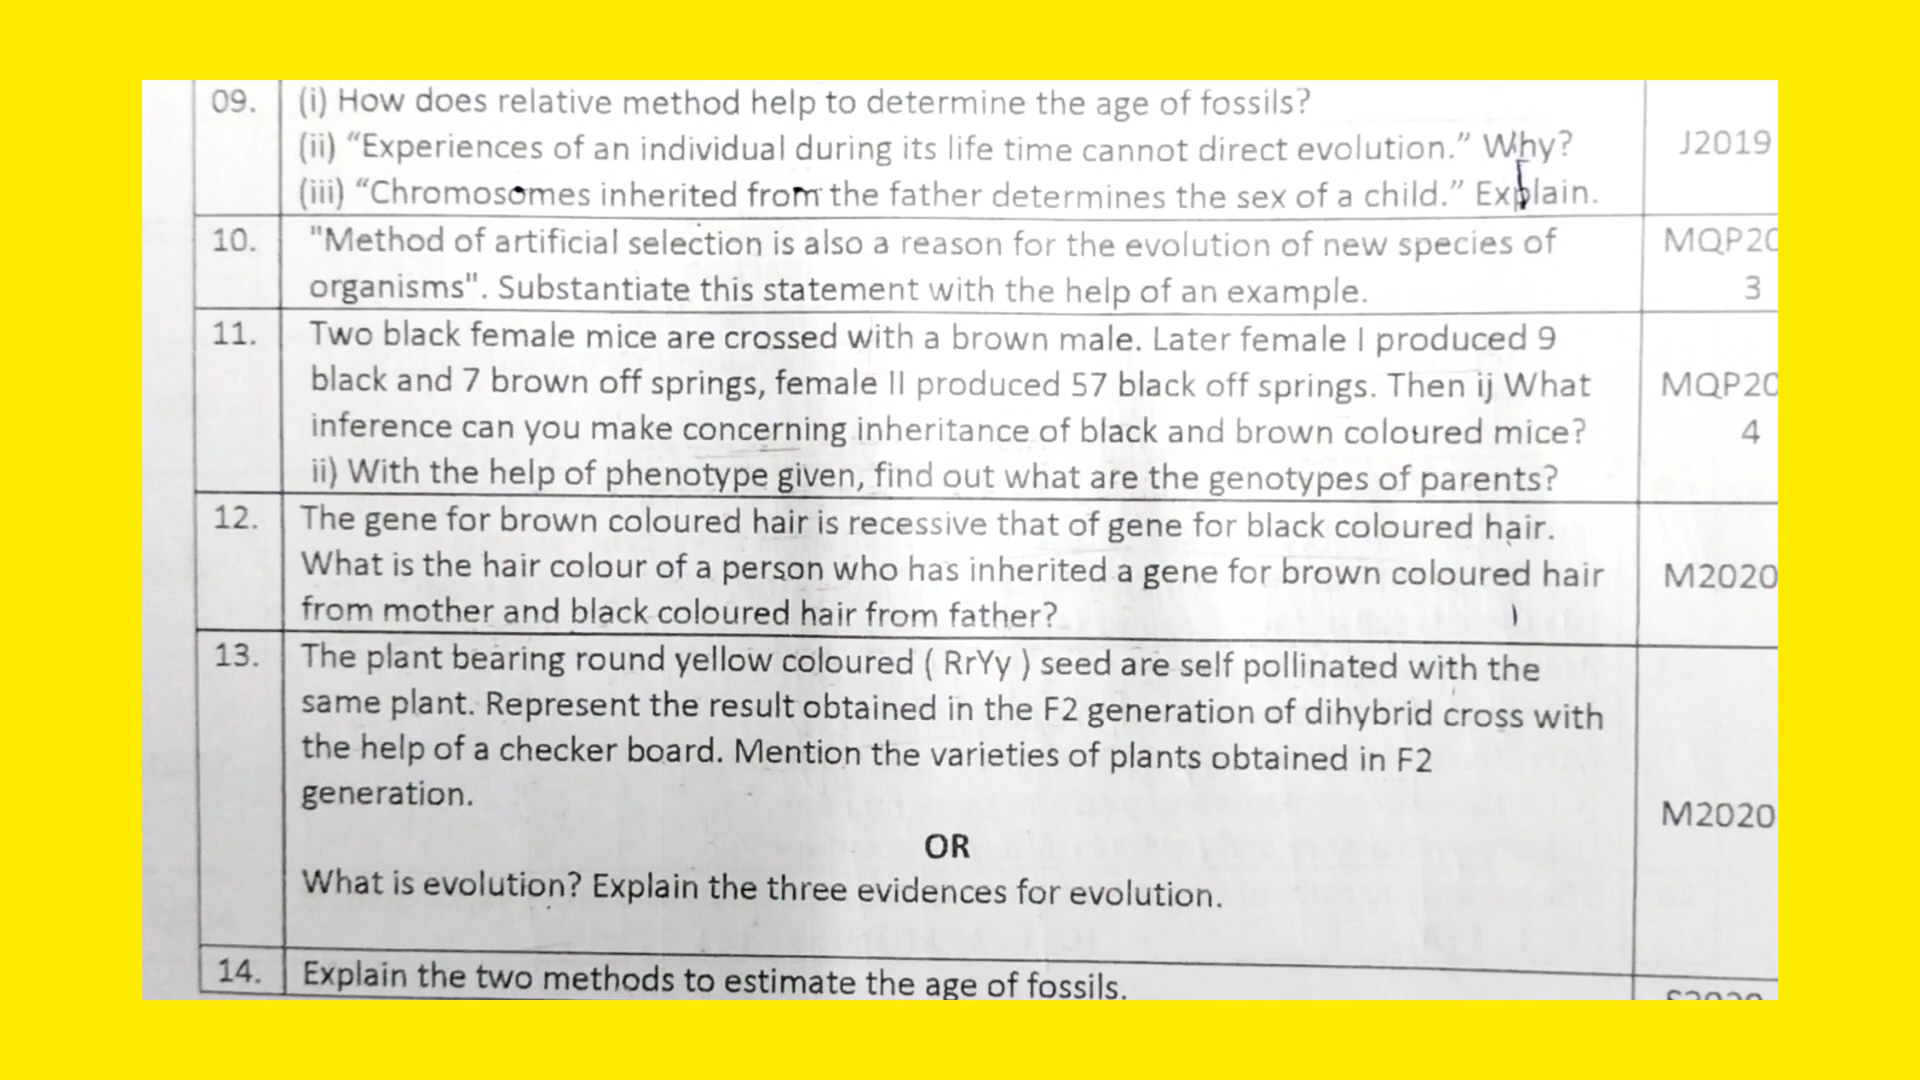 09. (i) How does relative method help to determine the age of fossils?
(ii) “Experiences of an individual during its life time cannot direct evolution.” Why?
J2019
(iii) “Chromosomes inherited from the father determines the sex of a child.” Explain.
10. "Method of artificial selection is also a reason for the evolution of new species of
MQP20
organisms". Substantiate this statement with the help of an example.
3
11. Two black female mice are crossed with a brown male. Later female I produced 9
black and 7 brown off springs, female II produced 57 black off springs. Then ij What
MQP20
inference can you make concerning inheritance of black and brown coloured mice?
4
ii) With the help of phenotype given, find out what are the genotypes of parents?
12. The gene for brown coloured hair is recessive that of gene for black coloured hair.
What is the hair colour of a person who has inherited a gene for brown coloured hair
M2020
from mother and black coloured hair from father?
13. The plant bearing round yellow coloured ( RrYy ) seed are self pollinated with the
same plant. Represent the result obtained in the F2 generation of dihybrid cross with
the help of a checker board. Mention the varieties of plants obtained in F2
generation.
M2020
OR
What is evolution? Explain the three evidences for evolution.
14. Explain the two methods to estimate the age of fossils.